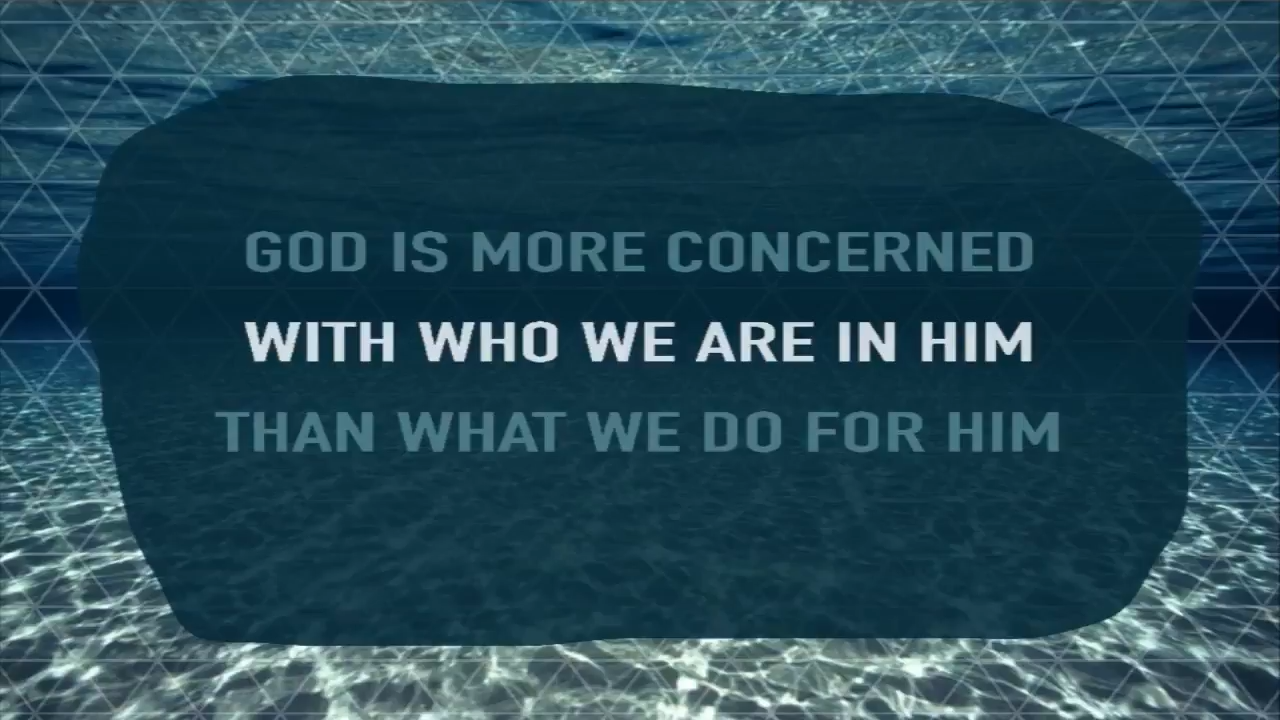 GOD IS MORE CONCERNED
WITH WHO WE ARE IN HIM
THAN WHAT WE DO FOR HIM